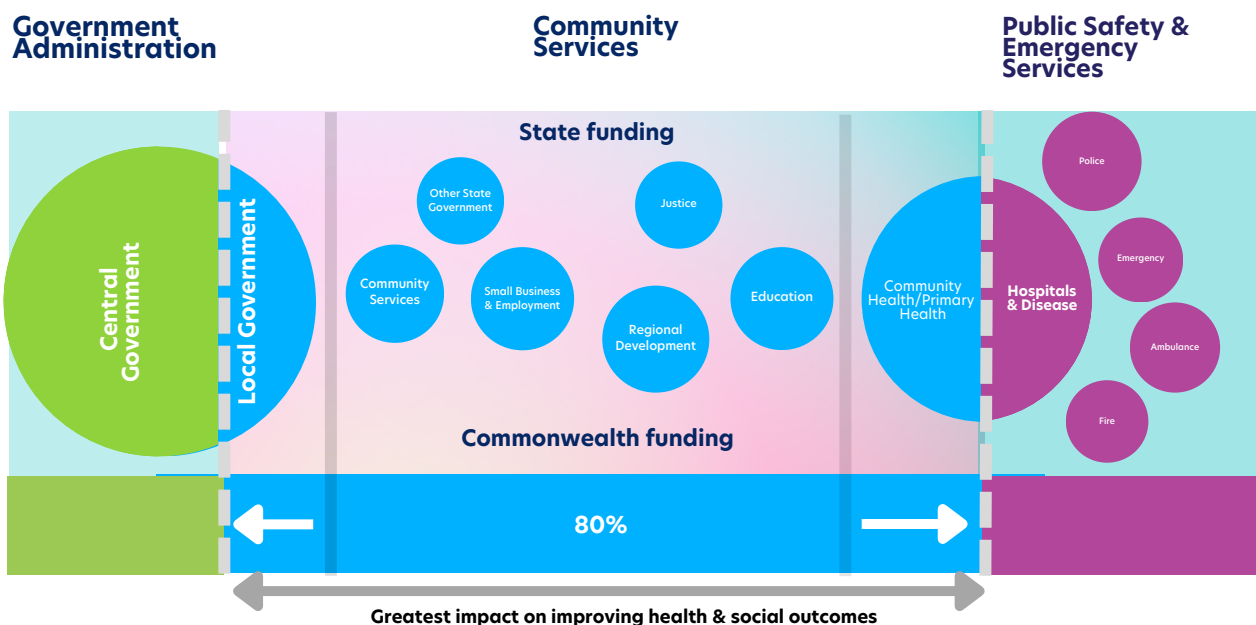 Government
Administration
Community
Services
Public Safety &
Emergency
Services
State funding
Central
Government
Local Government
Other State
Government
Community
Services
Small Business
& Employment
Justice
Regional
Development
Education
Community
Health/Primary
Health
Hospitals
& Disease
Police
Emergency
Ambulance
Fire
Commonwealth funding
80%
Greatest impact on improving health & social outcomes